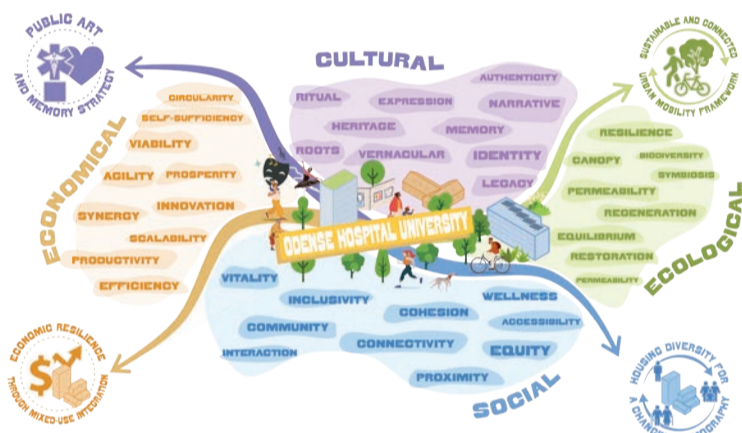 PUBLIC ART
AND MEMORY STRATEGY
CULTURAL
RITUAL
EXPRESSION
AUTHENTICITY
NARRATIVE
HERITAGE
MEMORY
ROOTS
VERNACULAR
IDENTITY
LEGACY
SUSTAINABLE AND CONNECTED
URBAN MOBILITY FRAMEWORK
ECONOMICAL
CIRCULARITY
SELF-SUFFICIENCY
VIABILITY
AGILITY
PROSPERITY
SYNERGY
INNOVATION
SCALABILITY
PRODUCTIVITY
EFFICIENCY
ODENSE HOSPITAL UNIVERSITY
RESILIENCE
CANOPY
BIODIVERSITY
SYMBIOSIS
PERMEABILITY
REGENERATION
EQUILIBRIUM
RESTORATION
PERMEABILITY
ECOLOGICAL
VITALITY
INCLUSIVITY
COHESION
WELLNESS
COMMUNITY
ACCESSIBILITY
INTERACTION
CONNECTIVITY
EQUITY
PROXIMITY
SOCIAL
ECONOMIC RESILIENCE
THROUGH MIXED-USE INTEGRATION
$
HOUSING DIVERSITY FOR
A